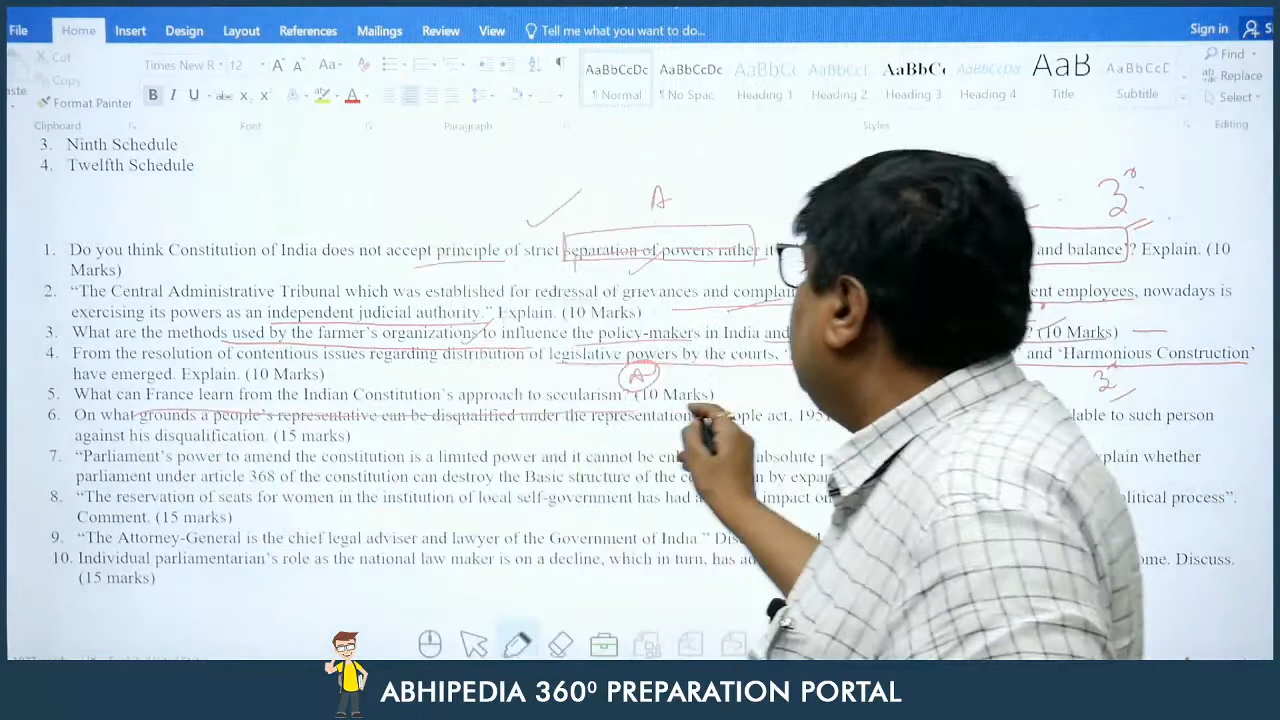 File Home Insert Design Layout References Mailings Review View Tell me what you want to do... Sign in
Cut Times New R 12 Aa Find
Copy AaBbCcDc AaBbCcDc AaBbCc AaBbCcD AaBbCc AaBbCcDa AaB AaBbCcD Replace
Format Painter B I U abc ¶ Normal ¶ No Spac Heading 1 Heading 2 Heading 3 Heading 4 Title Subtitle Select
Clipboard Font Paragraph Styles Editing
3. Ninth Schedule
4. Twelfth Schedule
A 3
1. Do you think Constitution of India does not accept principle of strict separation of powers rather it and balance? Explain. (10
Marks)
2. “The Central Administrative Tribunal which was established for redressal of grievances and employees, nowadays is
exercising its powers as an independent judicial authority.” Explain. (10 Marks)
3. What are the methods used by the farmer’s organizations to influence the policy-makers in India and ? (10 Marks)
4. From the resolution of contentious issues regarding distribution of legislative powers by the courts, and ‘Harmonious Construction’
have emerged. Explain. (10 Marks) A 3
5. What can France learn from the Indian Constitution’s approach to secularism? (10 Marks)
6. On what grounds a people’s representative can be disqualified under the representation act, 195 to such person
against his disqualification. (15 marks)
7. “Parliament’s power to amend the constitution is a limited power and it cannot be absolute whether
parliament under article 368 of the constitution can destroy the Basic structure of the by
8. “The reservation of seats for women in the institution of local self-government has had a impact on process”.
Comment. (15 marks)
9. “The Attorney-General is the chief legal adviser and lawyer of the Government of India.”
10. Individual parliamentarian’s role as the national law maker is on a decline, which in turn, has Discuss.
(15 marks)
ABHIPEDIA 360⁰ PREPARATION PORTAL